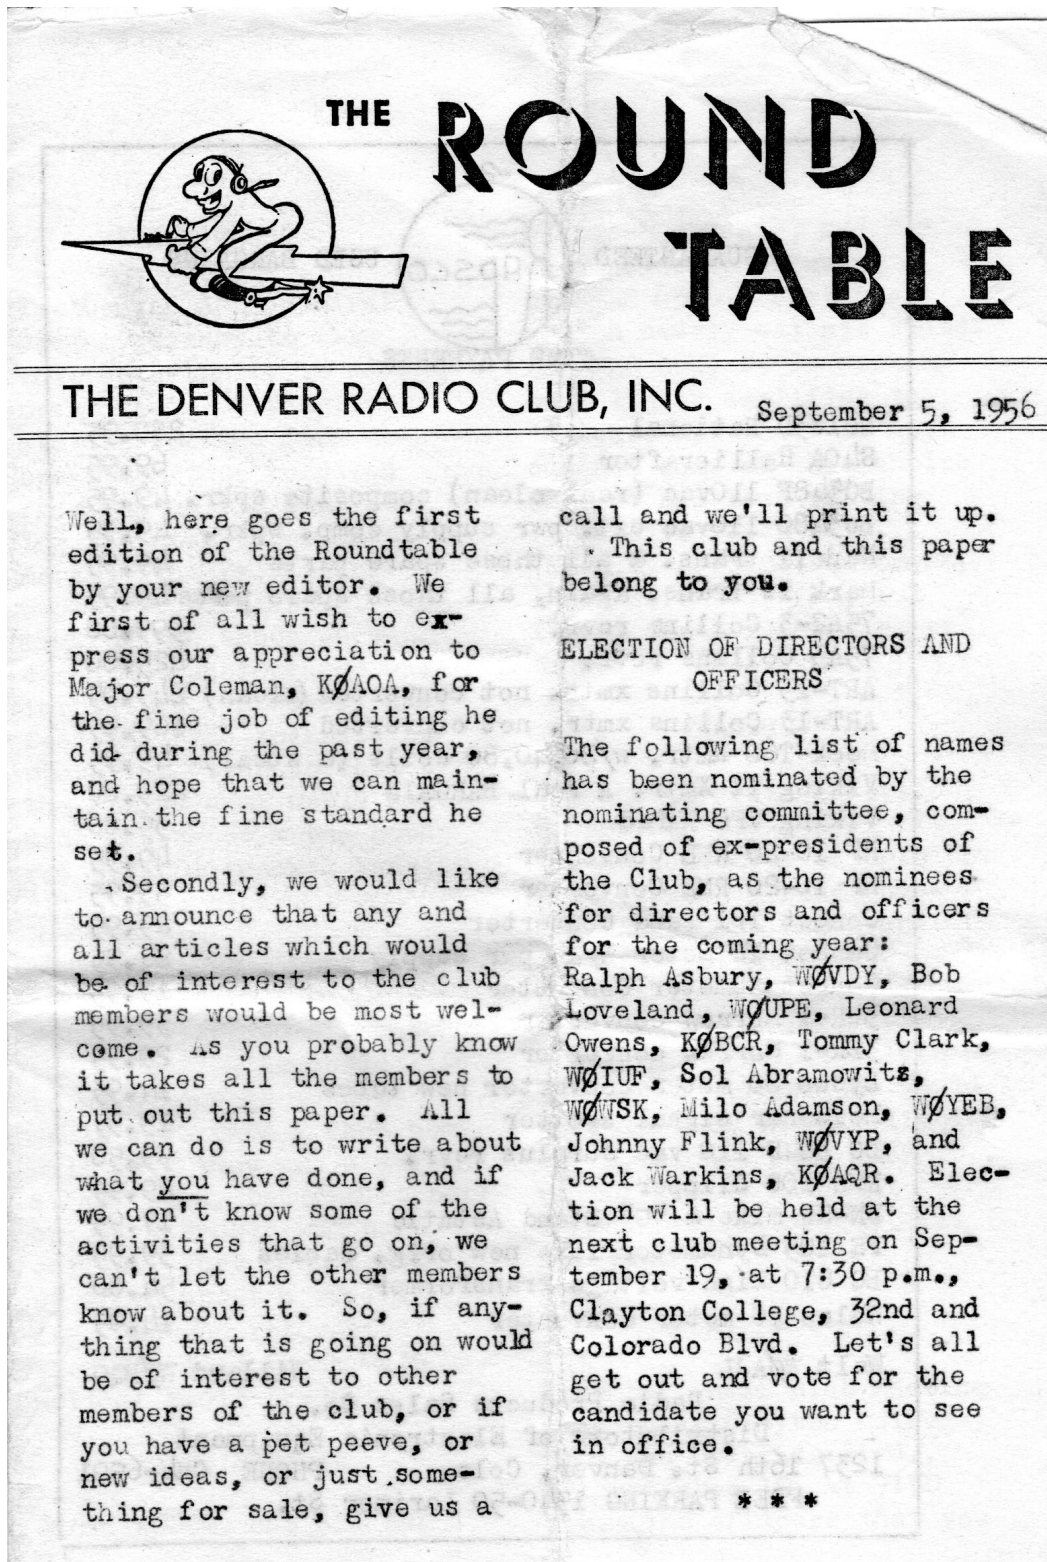 THE ROUND
TABLE
THE DENVER RADIO CLUB, INC. September 5, 1956
Well, here goes the first
edition of the Roundtable
by your new editor. We
first of all wish to ex-
press our appreciation to
Major Coleman, KØAOA, for
the fine job of editing he
did during the past year,
and hope that we can main-
tain the fine standard he
set.
Secondly, we would like
to announce that any and
all articles which would
be of interest to the club
members would be most wel-
come. As you probably know
it takes all the members to
put out this paper. All
we can do is to write about
what you have done, and if
we don't know some of the
activities that go on, we
can't let the other members
know about it. So, if any-
thing that is going on would
be of interest to other
members of the club, or if
you have a pet peeve, or
new ideas, or just some-
thing for sale, give us a
call and we'll print it up.
This club and this paper
belong to you.
ELECTION OF DIRECTORS AND
OFFICERS
The following list of names
has been nominated by the
nominating committee, com-
posed of ex-presidents of
the Club, as the nominees
for directors and officers
for the coming year:
Ralph Asbury, WØVDY, Bob
Loveland, WØUPE, Leonard
Owens, KØBCR, Tommy Clark,
WØIUF, Sol Abramowitz,
WØWSK, Milo Adamson, WØYEB,
Johnny Flink, WØVYP, and
Jack Warkins, KØAQR. Elec-
tion will be held at the
next club meeting on Sep-
tember 19, at 7:30 p.m.,
Clayton College, 32nd and
Colorado Blvd. Let's all
get out and vote for the
candidate you want to see
in office.
* * *